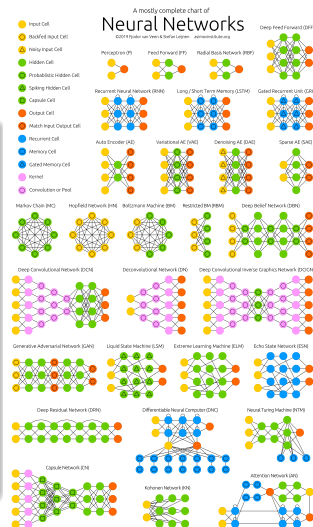 A mostly complete chart of
Neural Networks
©2019 Fjodor van Veen & Stefan Leijnen asimovinstitute.org
Input Cell
Backfed Input Cell
Noisy Input Cell
Hidden Cell
Probablistic Hidden Cell
Spiking Hidden Cell
Capsule Cell
Output Cell
Match Input Output Cell
Recurrent Cell
Memory Cell
Gated Memory Cell
Kernel
Convolution or Pool
Deep Feed Forward (DFF
Perceptron (P)
Feed Forward (FF)
Radial Basis Network (RBF)
Recurrent Neural Network (RNN)
Long / Short Term Memory (LSTM)
Gated Recurrent Unit (GR
Auto Encoder (AE)
Variational AE (VAE)
Denoising AE (DAE)
Sparse AE (SAE)
Markov Chain (MC)
Hopfield Network (HN)
Boltzmann Machine (BM)
Restricted BM (RBM)
Deep Belief Network (DBN)
Deep Convolutional Network (DCN)
Deconvolutional Network (DN)
Deep Convolutional Inverse Graphics Network (DCIGN
Generative Adversarial Network (GAN)
Liquid State Machine (LSM)
Extreme Learning Machine (ELM)
Echo State Network (ESN)
Deep Residual Network (DRN)
Differentiable Neural Computer (DNC)
Neural Turing Machine (NTM)
Capsule Network (CN)
Kohonen Network (KN)
Attention Network (AN)